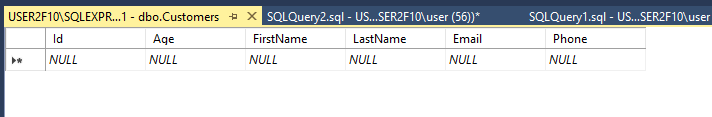 USER2F10\SQLEXPR...1 - dbo.Customers SQLQuery2.sql - US...SER2F10\user (56))* SQLQuery1.sql - US...SER2F10\user
Id Age FirstName LastName Email Phone
NULL NULL NULL NULL NULL NULL